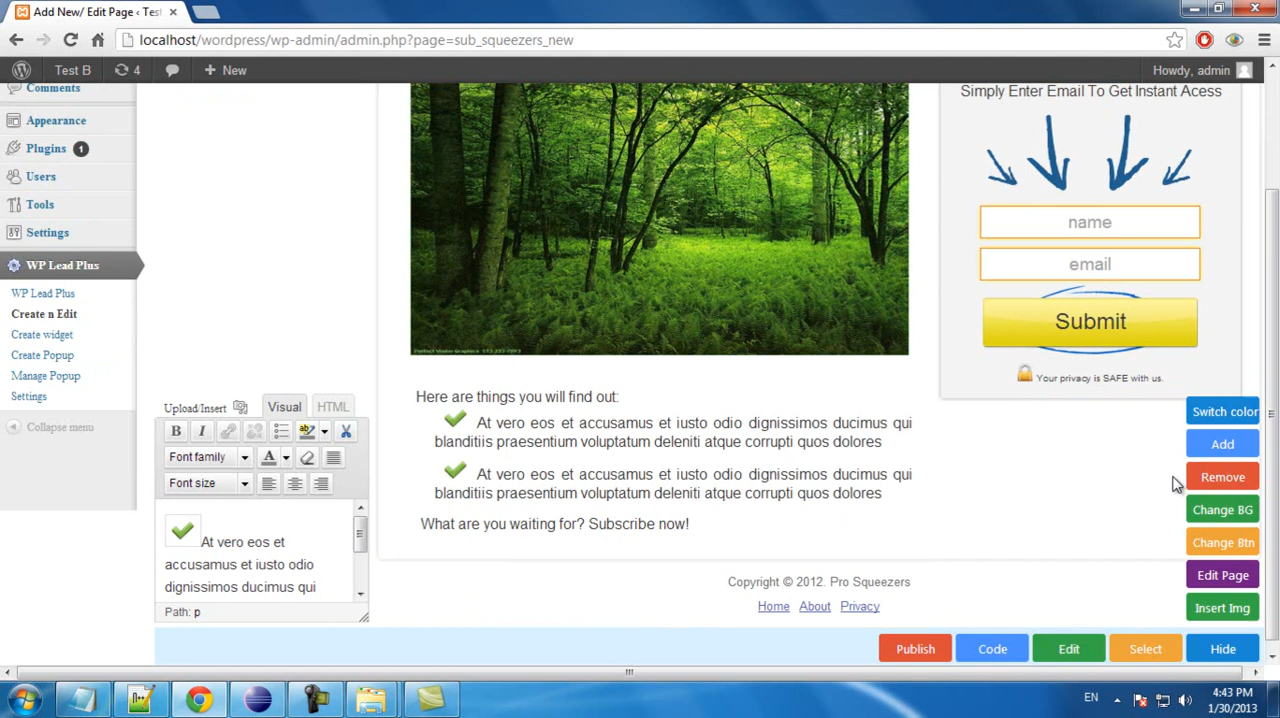 Add New/ Edit Page ‹ Tes
localhost/wordpress/wp-admin/admin.php?page=sub_squeezers_new
Test B
4
New
Howdy, admin
Comments
Appearance
Plugins 1
Users
Tools
Settings
WP Lead Plus
WP Lead Plus
Create n Edit
Create widget
Create Popup
Manage Popup
Settings
Collapse menu
Upload/Insert
Visual
HTML
B I
Font family
A
Font size
At vero eos et
accusamus et iusto odio
dignissimos ducimus qui
Path: p
Here are things you will find out:
At vero eos et accusamus et iusto odio dignissimos ducimus qui
blanditiis praesentium voluptatum deleniti atque corrupti quos dolores
At vero eos et accusamus et iusto odio dignissimos ducimus qui
blanditiis praesentium voluptatum deleniti atque corrupti quos dolores
What are you waiting for? Subscribe now!
Copyright © 2012. Pro Squeezers
Home About Privacy
Simply Enter Email To Get Instant Acess
name
email
Submit
Your privacy is SAFE with us.
Switch color
Add
Remove
Change BG
Change Btn
Edit Page
Insert Img
Publish
Code
Edit
Select
Hide
EN
4:43 PM
1/30/2013